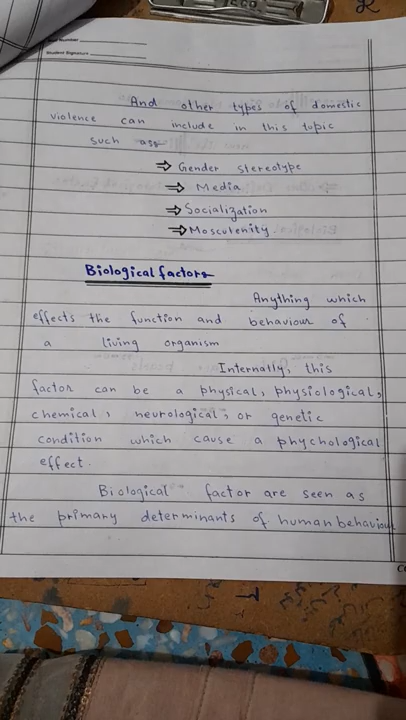 Student Signature
And other types of domestic
violence can include in this topic
such as
⇒ Gender stereotype
⇒ Media
⇒ Socialization
⇒ Mosculenity
Biological factors
Anything which
effects the function and behaviour of
a living organism
Internally, this
factor can be a physical, physiological,
chemical, neurological, or genetic
condition which cause a phychological
effect.
Biological factor are seen as
the primary determinants of human behaviour